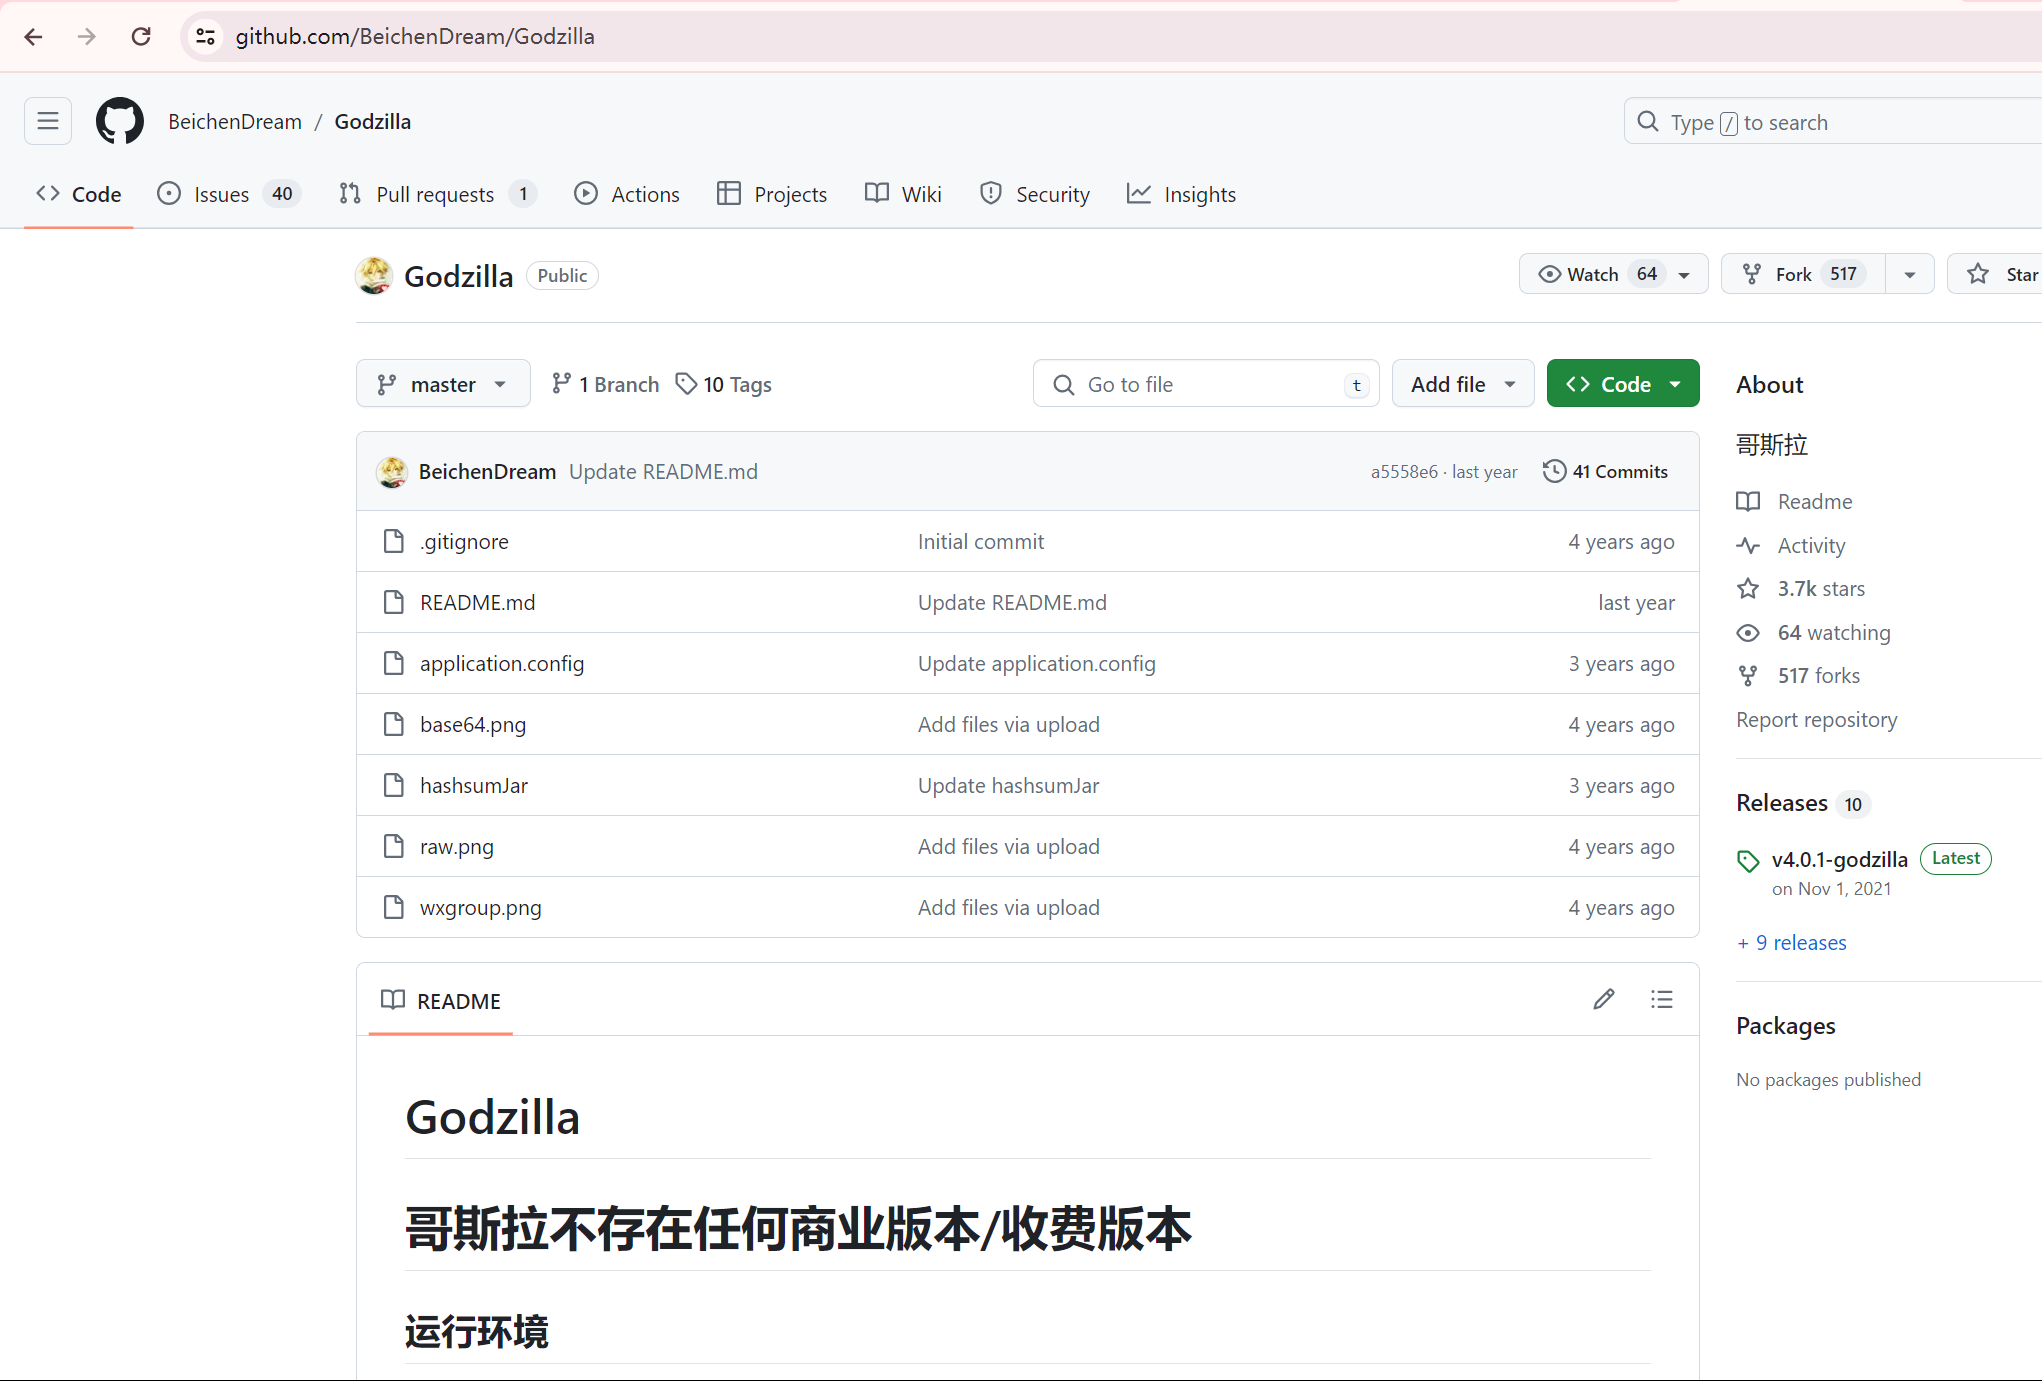 github.com/BeichenDream/Godzilla
BeichenDream / Godzilla
Type / to search
Code
Issues 40
Pull requests 1
Actions
Projects
Wiki
Security
Insights
Godzilla Public
Watch 64
Fork 517
Star
master
1 Branch
10 Tags
Go to file t
Add file
Code
BeichenDream Update README.md a5558e6 · last year 41 Commits
.gitignore Initial commit 4 years ago
README.md Update README.md last year
application.config Update application.config 3 years ago
base64.png Add files via upload 4 years ago
hashsumJar Update hashsumJar 3 years ago
raw.png Add files via upload 4 years ago
wxgroup.png Add files via upload 4 years ago
README
Godzilla
哥斯拉不存在任何商业版本/收费版本
运行环境
About
哥斯拉
Readme
Activity
3.7k stars
64 watching
517 forks
Report repository
Releases 10
v4.0.1-godzilla Latest
on Nov 1, 2021
+ 9 releases
Packages
No packages published